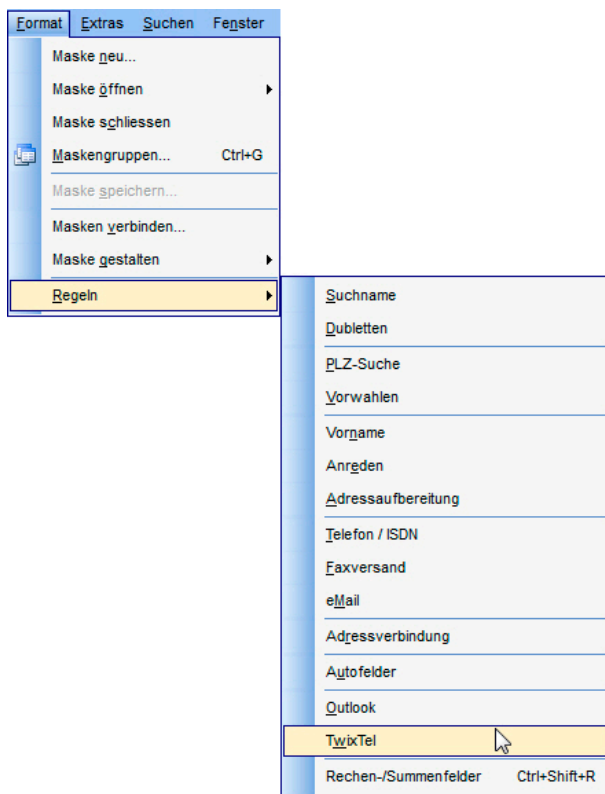 Format Extras Suchen Fenster
Maske neu...
Maske öffnen
Maske schliessen
Maskengruppen... Ctrl+G
Maske speichern...
Masken verbinden...
Maske gestalten
Regeln
Suchname
Dubletten
PLZ-Suche
Vorwahlen
Vorname
Anreden
Adressaufbereitung
Telefon / ISDN
Faxversand
eMail
Adressverbindung
Autofelder
Outlook
TwixTel
Rechen-/Summenfelder Ctrl+Shift+R